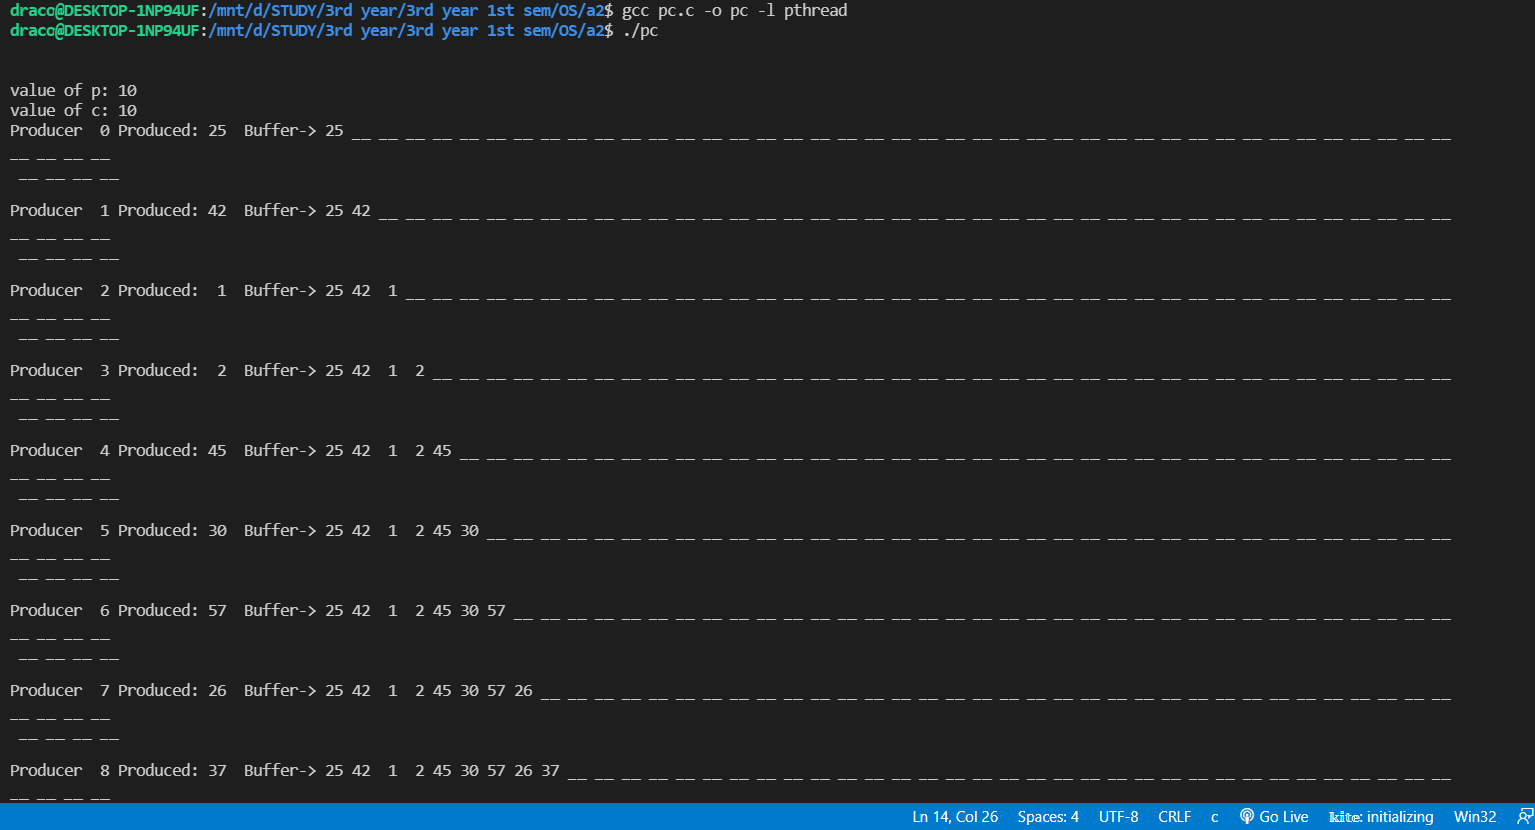 draco@DESKTOP-1NP94UF:/mnt/d/STUDY/3rd year/3rd year 1st sem/OS/a2$ gcc pc.c -o pc -l pthread
draco@DESKTOP-1NP94UF:/mnt/d/STUDY/3rd year/3rd year 1st sem/OS/a2$ ./pc
value of p: 10
value of c: 10
Producer  0 Produced: 25  Buffer-> 25 __ __ __ __ __ __ __ __ __ __ __ __ __ __ __ __ __ __ __ __ __ __ __ __ __ __ __ __ __ __ __ __ __ __ __ __ __ __ __ __ __
__ __ __ __
 __ __ __ __
Producer  1 Produced: 42  Buffer-> 25 42 __ __ __ __ __ __ __ __ __ __ __ __ __ __ __ __ __ __ __ __ __ __ __ __ __ __ __ __ __ __ __ __ __ __ __ __ __ __ __ __
__ __ __ __
 __ __ __ __
Producer  2 Produced:  1  Buffer-> 25 42  1 __ __ __ __ __ __ __ __ __ __ __ __ __ __ __ __ __ __ __ __ __ __ __ __ __ __ __ __ __ __ __ __ __ __ __ __ __ __ __
__ __ __ __
 __ __ __ __
Producer  3 Produced:  2  Buffer-> 25 42  1  2 __ __ __ __ __ __ __ __ __ __ __ __ __ __ __ __ __ __ __ __ __ __ __ __ __ __ __ __ __ __ __ __ __ __ __ __ __ __
__ __ __ __
 __ __ __ __
Producer  4 Produced: 45  Buffer-> 25 42  1  2 45 __ __ __ __ __ __ __ __ __ __ __ __ __ __ __ __ __ __ __ __ __ __ __ __ __ __ __ __ __ __ __ __ __ __ __ __ __
__ __ __ __
 __ __ __ __
Producer  5 Produced: 30  Buffer-> 25 42  1  2 45 30 __ __ __ __ __ __ __ __ __ __ __ __ __ __ __ __ __ __ __ __ __ __ __ __ __ __ __ __ __ __ __ __ __ __ __ __
__ __ __ __
 __ __ __ __
Producer  6 Produced: 57  Buffer-> 25 42  1  2 45 30 57 __ __ __ __ __ __ __ __ __ __ __ __ __ __ __ __ __ __ __ __ __ __ __ __ __ __ __ __ __ __ __ __ __ __ __
__ __ __ __
 __ __ __ __
Producer  7 Produced: 26  Buffer-> 25 42  1  2 45 30 57 26 __ __ __ __ __ __ __ __ __ __ __ __ __ __ __ __ __ __ __ __ __ __ __ __ __ __ __ __ __ __ __ __ __ __
__ __ __ __
 __ __ __ __
Producer  8 Produced: 37  Buffer-> 25 42  1  2 45 30 57 26 37 __ __ __ __ __ __ __ __ __ __ __ __ __ __ __ __ __ __ __ __ __ __ __ __ __ __ __ __ __ __ __ __ __
__ __ __ __
Ln 14, Col 26 Spaces: 4 UTF-8 CRLF c Go Live kite: initializing Win32